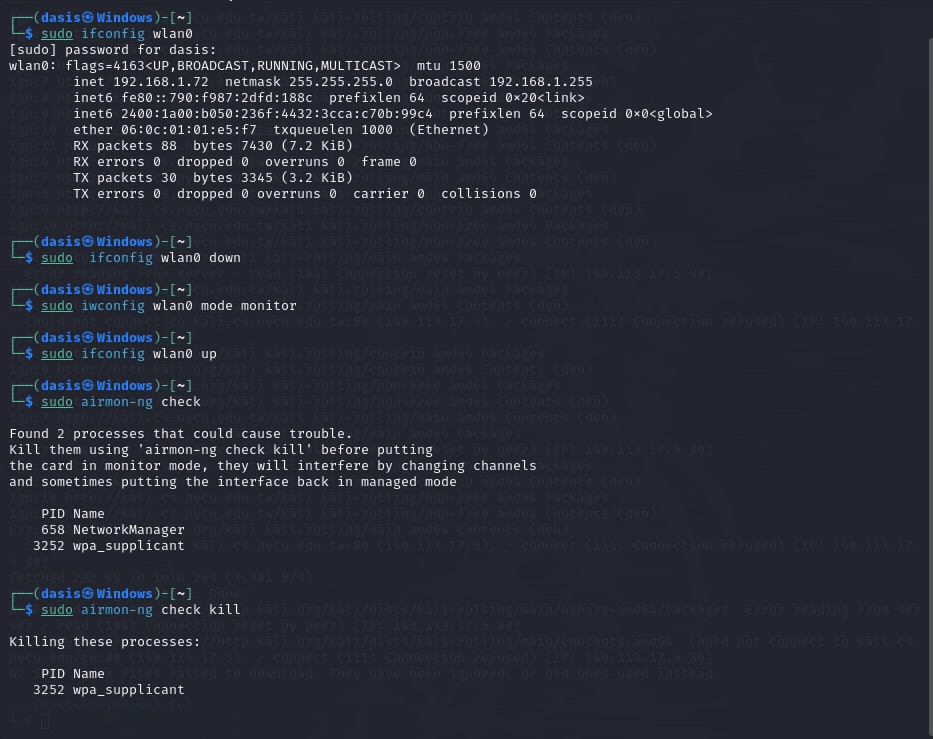 ┌──(dasis㉿Windows)-[~]
└─$ sudo ifconfig wlan0
[sudo] password for dasis:
wlan0: flags=4163<UP,BROADCAST,RUNNING,MULTICAST>  mtu 1500
        inet 192.168.1.72  netmask 255.255.255.0  broadcast 192.168.1.255
        inet6 fe80::790:f987:2dfd:188c  prefixlen 64  scopeid 0×20<link>
        inet6 2400:1a00:b050:236f:4432:3cca:c70b:99c4  prefixlen 64  scopeid 0×0<global>
        ether 06:0c:01:01:e5:f7  txqueuelen 1000  (Ethernet)
        RX packets 88  bytes 7430 (7.2 KiB)
        RX errors 0  dropped 0  overruns 0  frame 0
        TX packets 30  bytes 3345 (3.2 KiB)
        TX errors 0  dropped 0 overruns 0  carrier 0  collisions 0
┌──(dasis㉿Windows)-[~]
└─$ sudo  ifconfig wlan0 down
┌──(dasis㉿Windows)-[~]
└─$ sudo iwconfig wlan0 mode monitor
┌──(dasis㉿Windows)-[~]
└─$ sudo ifconfig wlan0 up
┌──(dasis㉿Windows)-[~]
└─$ sudo airmon-ng check
Found 2 processes that could cause trouble.
Kill them using 'airmon-ng check kill' before putting
the card in monitor mode, they will interfere by changing channels
and sometimes putting the interface back in managed mode
    PID Name
    658 NetworkManager
   3252 wpa_supplicant
┌──(dasis㉿Windows)-[~]
└─$ sudo airmon-ng check kill
Killing these processes:
    PID Name
   3252 wpa_supplicant